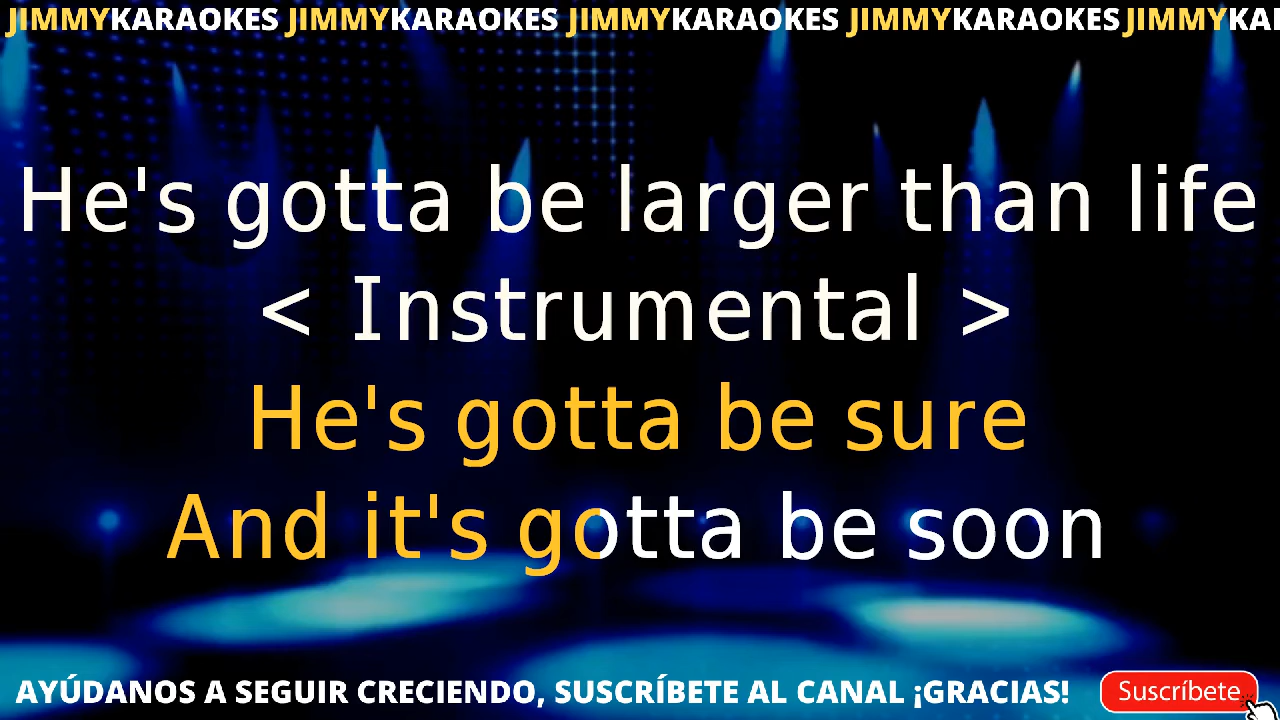 JIMMYKARAOKES JIMMYKARAOKES JIMMYKARAOKES JIMMYKARAOKES JIMMYKA
He's gotta be larger than life
< Instrumental >
He's gotta be sure
And it's gotta be soon
AYÚDANOS A SEGUIR CRECIENDO, SUSCRÍBETE AL CANAL ¡GRACIAS! Suscríbete